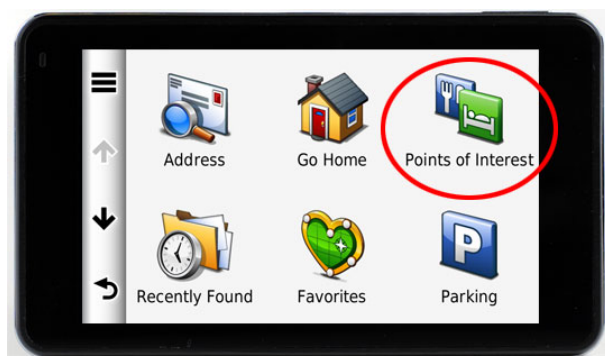 Address
Go Home
Points of Interest
Recently Found
Favorites
P
Parking